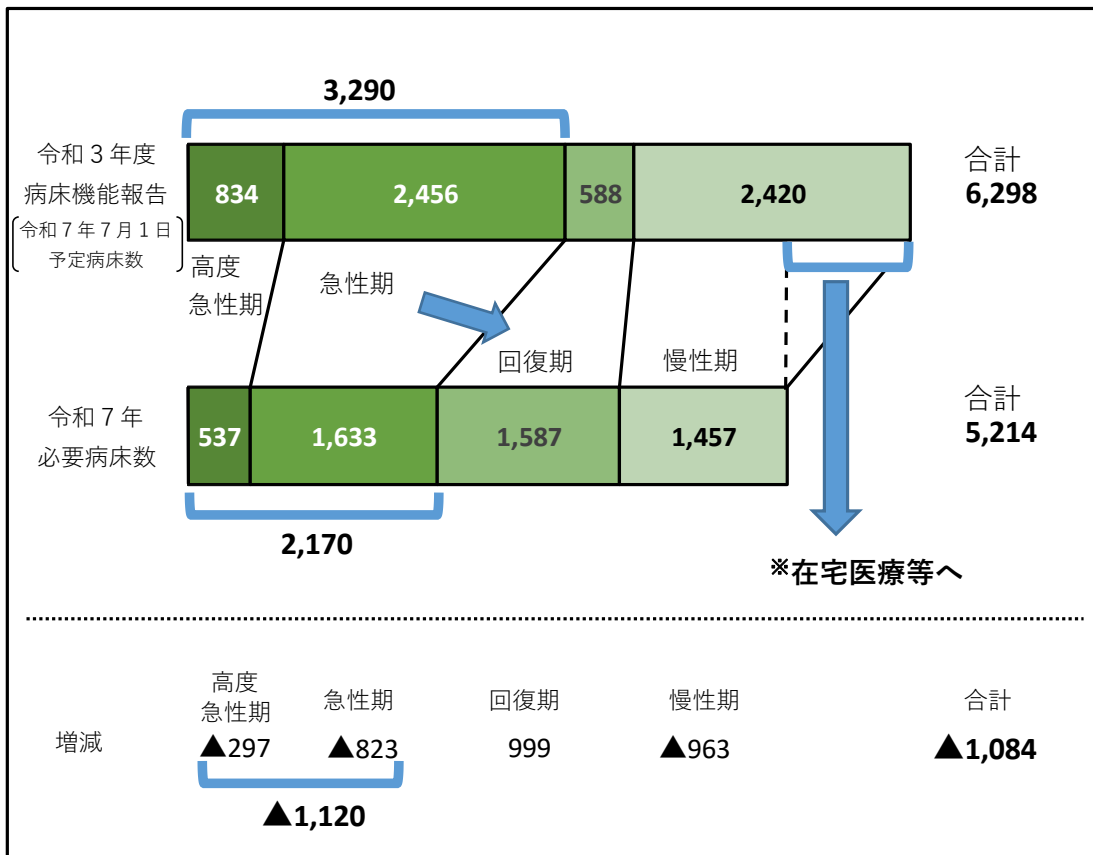 3,290
令和３年度
病床機能報告
令和７年７月１日
予定病床数
834
2,456
588
2,420
合計
6,298
高度
急性期
急性期
回復期
慢性期
令和７年
必要病床数
537
1,633
1,587
1,457
合計
5,214
2,170
※在宅医療等へ
高度
急性期
急性期
回復期
慢性期
合計
増減
▲297
▲823
999
▲963
▲1,084
▲1,120